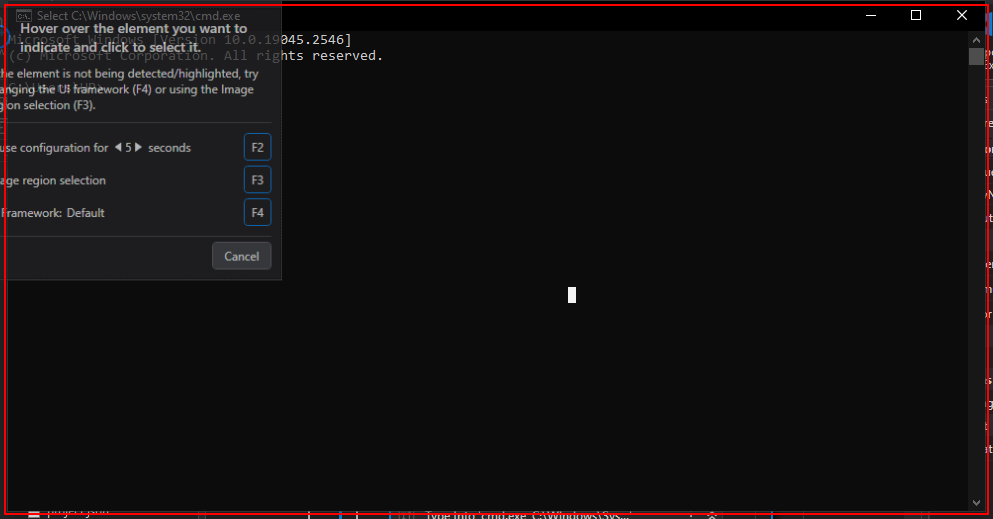 Select C:\Windows\system32\cmd.exe
Hover over the element you want to
indicate and click to select it.
Microsoft Windows [Version 10.0.19045.2546]
(c) Microsoft Corporation. All rights reserved.
the element is not being detected/highlighted, try
anging the UI framework (F4) or using the Image
gion selection (F3).
use configuration for 5 seconds F2
age region selection F3
Framework: Default F4
Cancel
Type Into 'cmd.exe C:\Windows\Sys...'